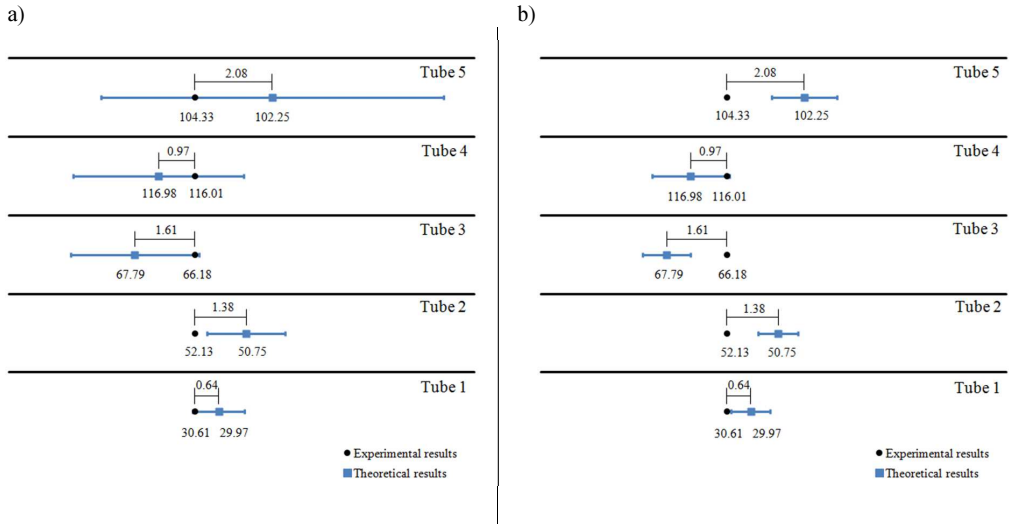 a)
Tube 5
2.08
104.33 102.25
Tube 4
0.97
116.98 116.01
Tube 3
1.61
67.79 66.18
Tube 2
1.38
52.13 50.75
Tube 1
0.64
30.61 29.97
Experimental results
Theoretical results
b)
Tube 5
2.08
104.33 102.25
Tube 4
0.97
116.98 116.01
Tube 3
1.61
67.79 66.18
Tube 2
1.38
52.13 50.75
Tube 1
0.64
30.61 29.97
Experimental results
Theoretical results